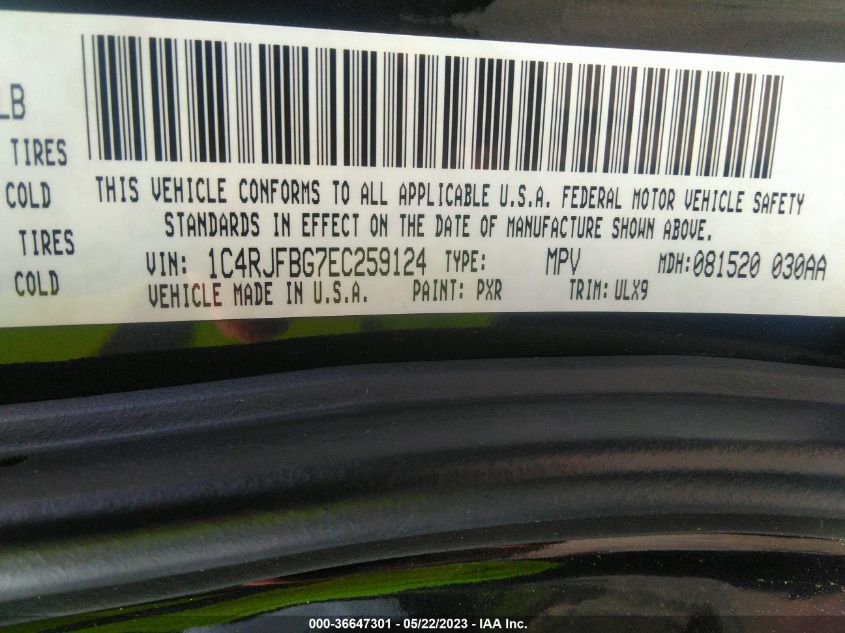 LB
TIRES
COLD
TIRES
COLD
THIS VEHICLE CONFORMS TO ALL APPLICABLE U.S.A. FEDERAL MOTOR VEHICLE SAFETY
STANDARDS IN EFFECT ON THE DATE OF MANUFACTURE SHOWN ABOVE.
VIN: 1C4RJFBG7EC259124 TYPE: MPV MDH:081520 030AA
VEHICLE MADE IN U.S.A. PAINT: PXR TRIM: ULX9
000-36647301 - 05/22/2023 - IAA Inc.